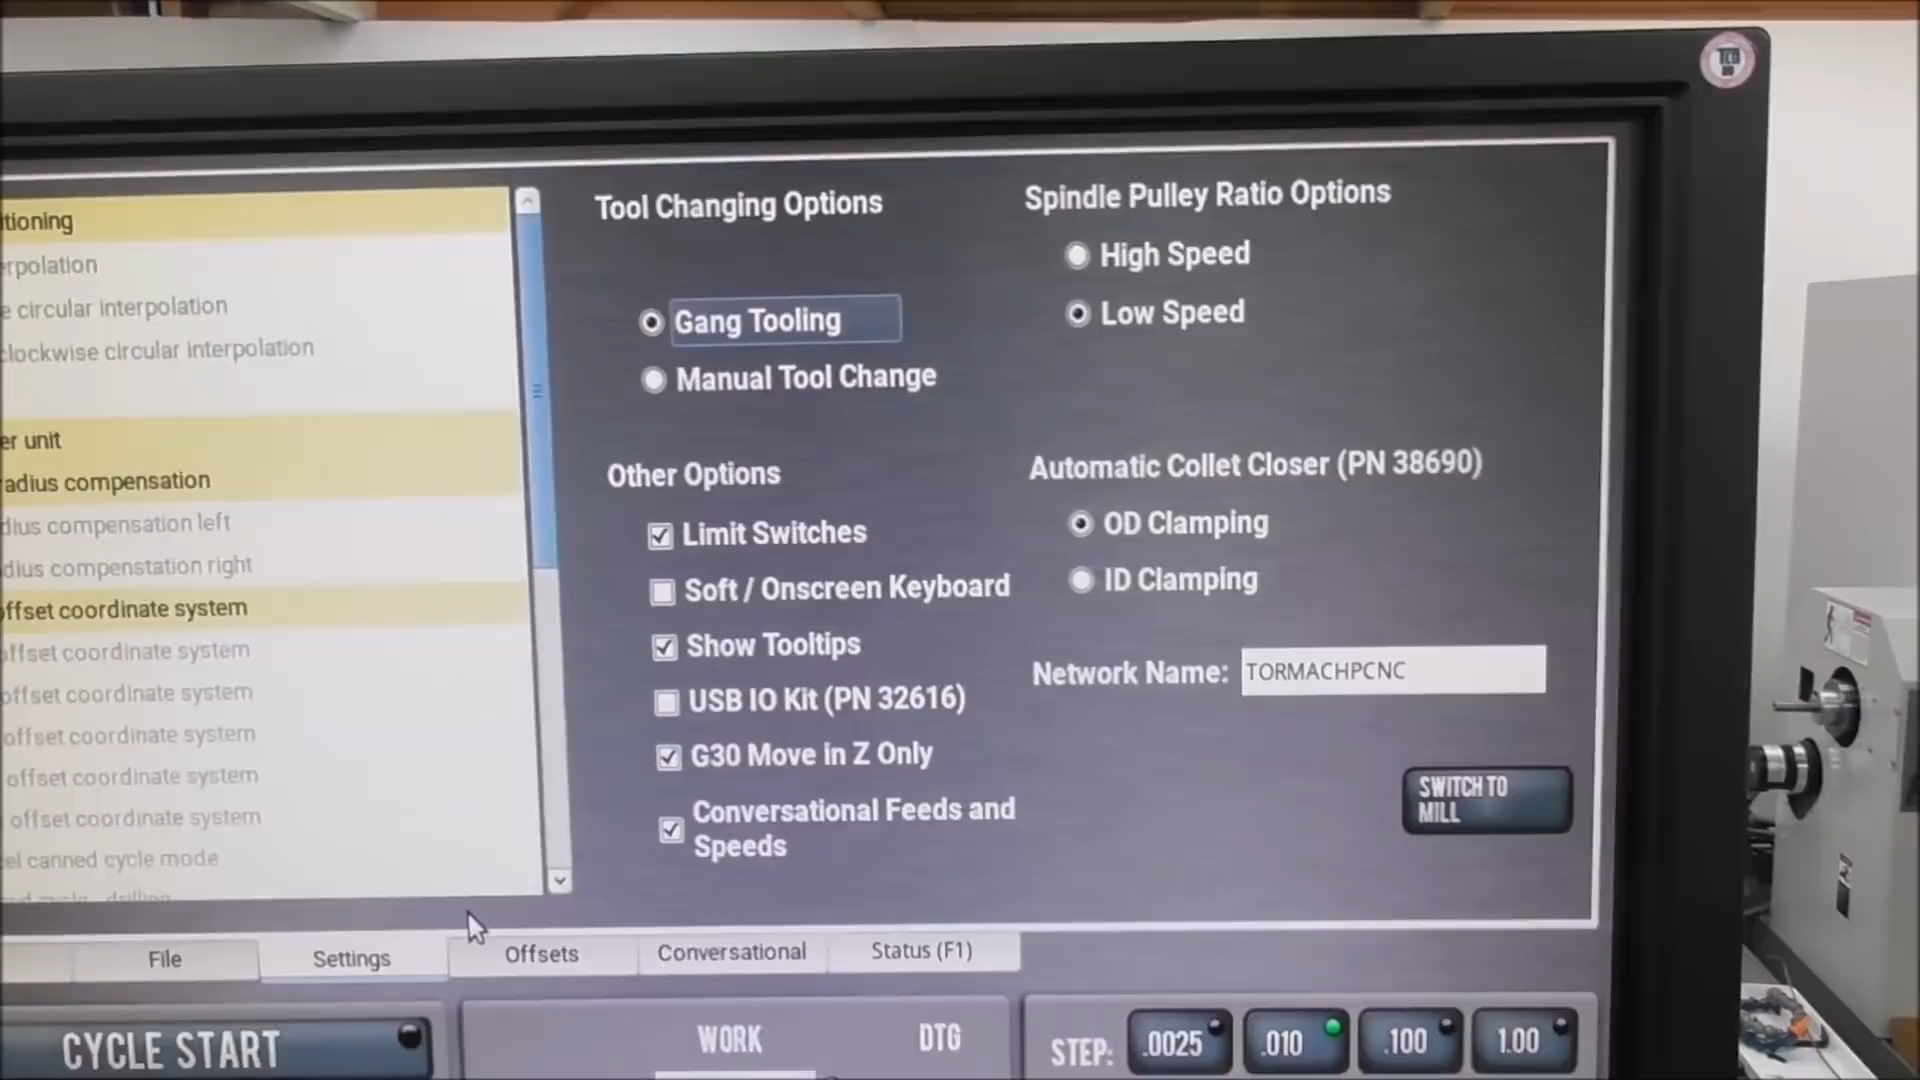 tioning
erpolation
e circular interpolation
clockwise circular interpolation
er unit
adius compensation
dius compensation left
dius compenstation right
offset coordinate system
offset coordinate system
offset coordinate system
offset coordinate system
offset coordinate system
offset coordinate system
el canned cycle mode
Tool Changing Options
Gang Tooling
Manual Tool Change
Other Options
Limit Switches
Soft / Onscreen Keyboard
Show Tooltips
USB IO Kit (PN 32616)
G30 Move in Z Only
Conversational Feeds and
Speeds
Spindle Pulley Ratio Options
High Speed
Low Speed
Automatic Collet Closer (PN 38690)
OD Clamping
ID Clamping
Network Name: TORMACHPCNC
SWITCH TO
MILL
File
Settings
Offsets
Conversational
Status (F1)
CYCLE START
WORK
DTG
STEP:
.0025
.010
.100
1.00